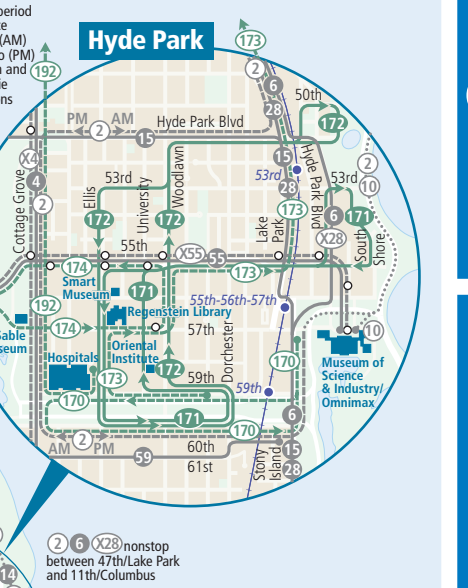 period
(AM)
o (PM)
n and
ie
ns
Hyde Park
192
173
2
6
28
50th
172
PM AM
2
15
Hyde Park Blvd
X4
4
2
Cottage Grove
53rd
Ellis
172
University
Woodlawn
172
15
53rd
28
173
Hyde Park Blvd
53rd
2
10
6
171
X28
Lake
Park
South
Shore
55th
X55
55
174
173
Smart
Museum
171
192
Regenstein Library
55th-56th-57th
174
57th
Sable
seum
Oriental
Institute
Dorchester
10
Hospitals
172
59th
173
170
Museum of
Science
& Industry/
Omnimax
59th
170
171
6
170
2
AM PM
60th
59
61st
Stony
Island
15
28
2 6 X28 nonstop
between 47th/Lake Park
and 11th/Columbus
14